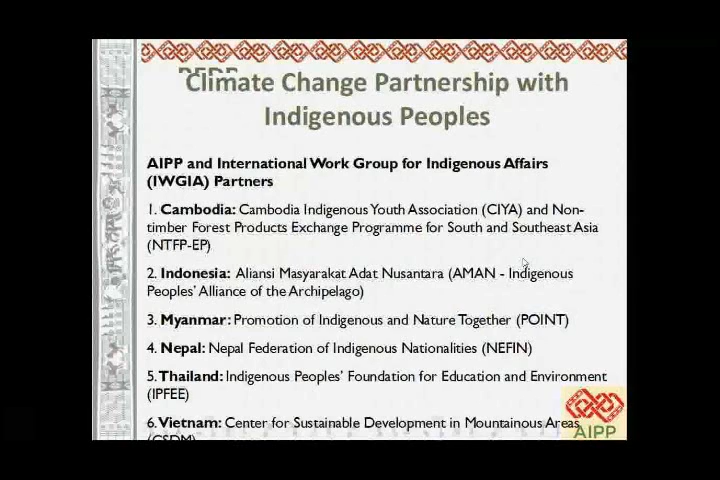 Climate Change Partnership with
Indigenous Peoples
AIPP and International Work Group for Indigenous Affairs
(IWGIA) Partners
1. Cambodia: Cambodia Indigenous Youth Association (CIYA) and Non-
timber Forest Products Exchange Programme for South and Southeast Asia
(NTFP-EP)
2. Indonesia: Aliansi Masyarakat Adat Nusantara (AMAN - Indigenous
Peoples' Alliance of the Archipelago)
3. Myanmar: Promotion of Indigenous and Nature Together (POINT)
4. Nepal: Nepal Federation of Indigenous Nationalities (NEFIN)
5. Thailand: Indigenous Peoples' Foundation for Education and Environment
(IPFEE)
6. Vietnam: Center for Sustainable Development in Mountainous Areas
(CSDM)
AIPP